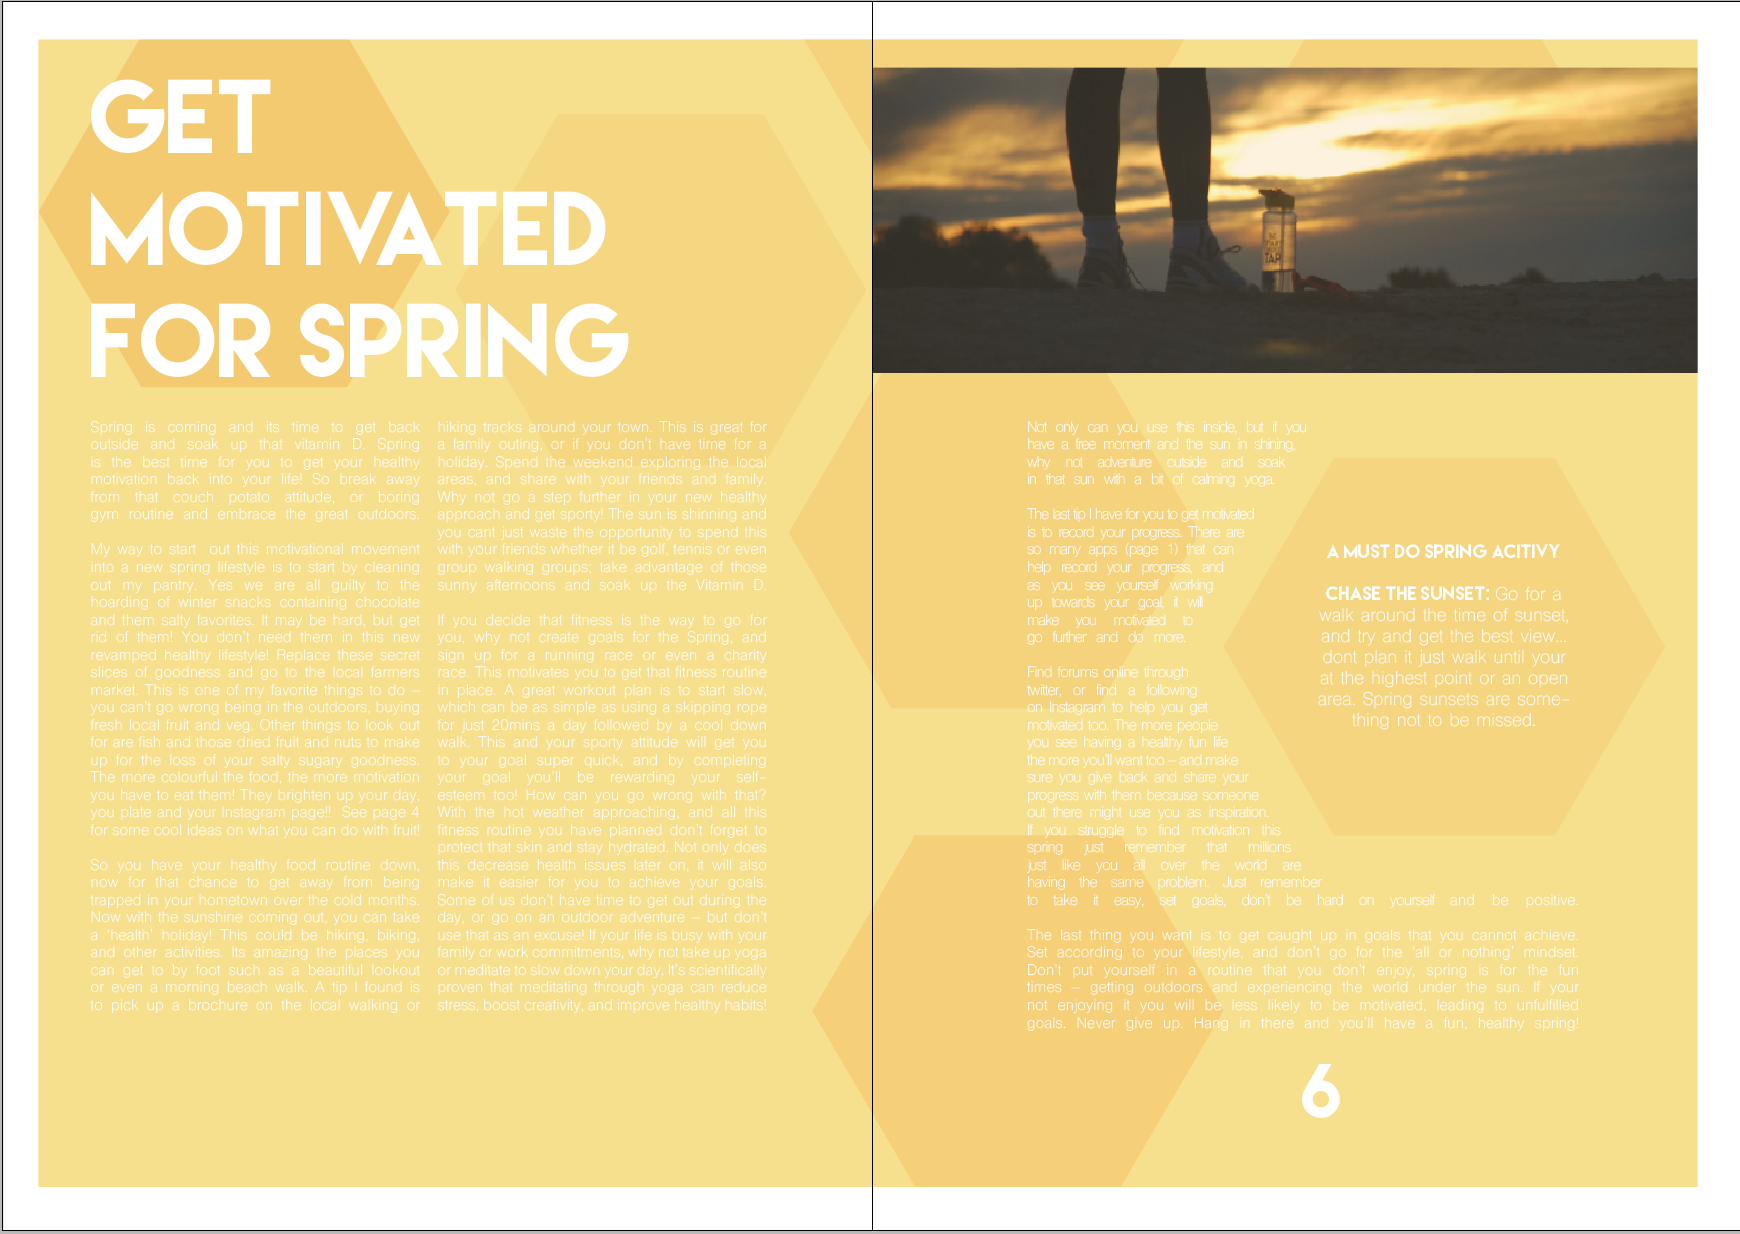 GET
MOTIVATED
FOR SPRING
Spring is coming and its time to get back
outside and soak up that vitamin D. Spring
is the best time for you to get your healthy
motivation back into your life! So break away
from that couch potato attitude, or boring
gym routine and embrace the great outdoors.
My way to start out this motivational movement
into a new spring lifestyle is to start by cleaning
out my pantry. Yes we are all guilty to the
hoarding of winter snacks containing chocolate
and them salty favorites. It may be hard, but get
rid of them! You don't need them in this new
revamped healthy lifestyle! Replace these secret
slices of goodness and go to the local farmers
market. This is one of my favorite things to do –
you can't go wrong being in the outdoors, buying
fresh local fruit and veg. Other things to look out
for are fish and those dried fruit and nuts to make
up for the loss of your salty sugary goodness.
The more colourful the food, the more motivation
you have to eat them! They brighten up your day,
you plate and your Instagram page!! See page 4
for some cool ideas on what you can do with fruit!
So you have your healthy food routine down,
now for that chance to get away from being
trapped in your hometown over the cold months.
Now with the sunshine coming out, you can take
a 'health' holiday! This could be hiking, biking,
and other activities. Its amazing the places you
can get to by foot such as a beautiful lookout
or even a morning beach walk. A tip I found is
to pick up a brochure on the local walking or
hiking tracks around your town. This is great for
a family outing, or if you don't have time for a
holiday. Spend the weekend exploring the local
areas, and share with your friends and family.
Why not go a step further in your new healthy
approach and get sporty! The sun is shinning and
you cant just waste the opportunity to spend this
with your friends whether it be golf, tennis or even
group walking groups; take advantage of those
sunny afternoons and soak up the Vitamin D.
If you decide that fitness is the way to go for
you, why not create goals for the Spring, and
sign up for a running race or even a charity
race. This motivates you to get that fitness routine
in place. A great workout plan is to start slow,
which can be as simple as using a skipping rope
for just 20mins a day followed by a cool down
walk. This and your sporty attitude will get you
to your goal super quick, and by completing
your goal you'll be rewarding your self-
esteem too! How can you go wrong with that?
With the hot weather approaching, and all this
fitness routine you have planned don't forget to
protect that skin and stay hydrated. Not only does
this decrease health issues later on, it will also
make it easier for you to achieve your goals.
Some of us don't have time to get out during the
day, or go on an outdoor adventure – but don't
use that as an excuse! If your life is busy with your
family or work commitments, why not take up yoga
or meditate to slow down your day. It's scientifically
proven that meditating through yoga can reduce
stress, boost creativity, and improve healthy habits!
TAP
Not only can you use this inside, but if you
have a free moment and the sun in shining,
why not adventure outside and soak
in that sun with a bit of calming yoga.
The last tip I have for you to get motivated
is to record your progress. There are
so many apps (page 1) that can
help record your progress, and
as you see yourself working
up towards your goal, it will
make you motivated to
go further and do more.
Find forums online through
twitter, or find a following
on Instagram to help you get
motivated too. The more people
you see having a healthy fun life
the more you'll want too – and make
sure you give back and share your
progress with them because someone
out there might use you as inspiration.
If you struggle to find motivation this
spring just remember that millions
just like you all over the world are
having the same problem. Just remember
to take it easy, set goals, don't be hard on yourself and be positive.
The last thing you want is to get caught up in goals that you cannot achieve.
Set according to your lifestyle, and don't go for the 'all or nothing' mindset.
Don't put yourself in a routine that you don't enjoy, spring is for the fun
times – getting outdoors and experiencing the world under the sun. If your
not enjoying it you will be less likely to be motivated, leading to unfulfilled
goals. Never give up. Hang in there and you'll have a fun, healthy spring!
A MUST DO SPRING ACITIVY
CHASE THE SUNSET: Go for a
walk around the time of sunset,
and try and get the best view...
dont plan it just walk until your
at the highest point or an open
area. Spring sunsets are some-
thing not to be missed.
6